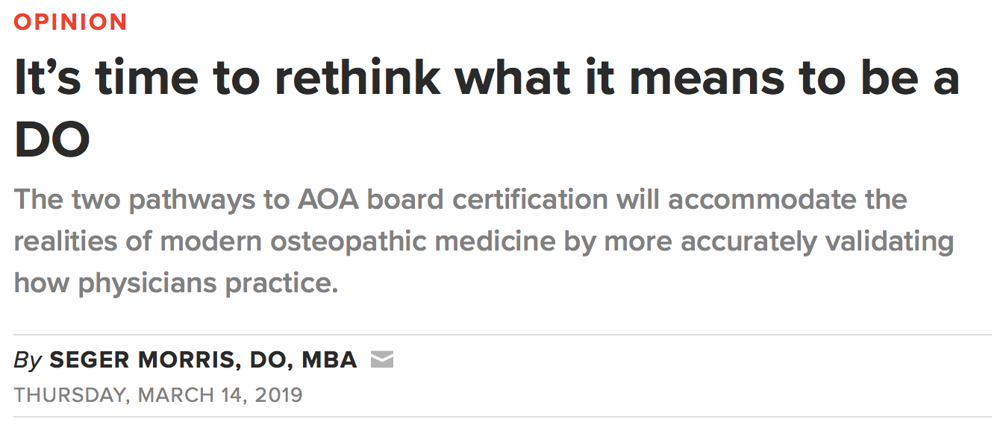 OPINION
It’s time to rethink what it means to be a
DO
The two pathways to AOA board certification will accommodate the
realities of modern osteopathic medicine by more accurately validating
how physicians practice.
By SEGER MORRIS, DO, MBA
THURSDAY, MARCH 14, 2019